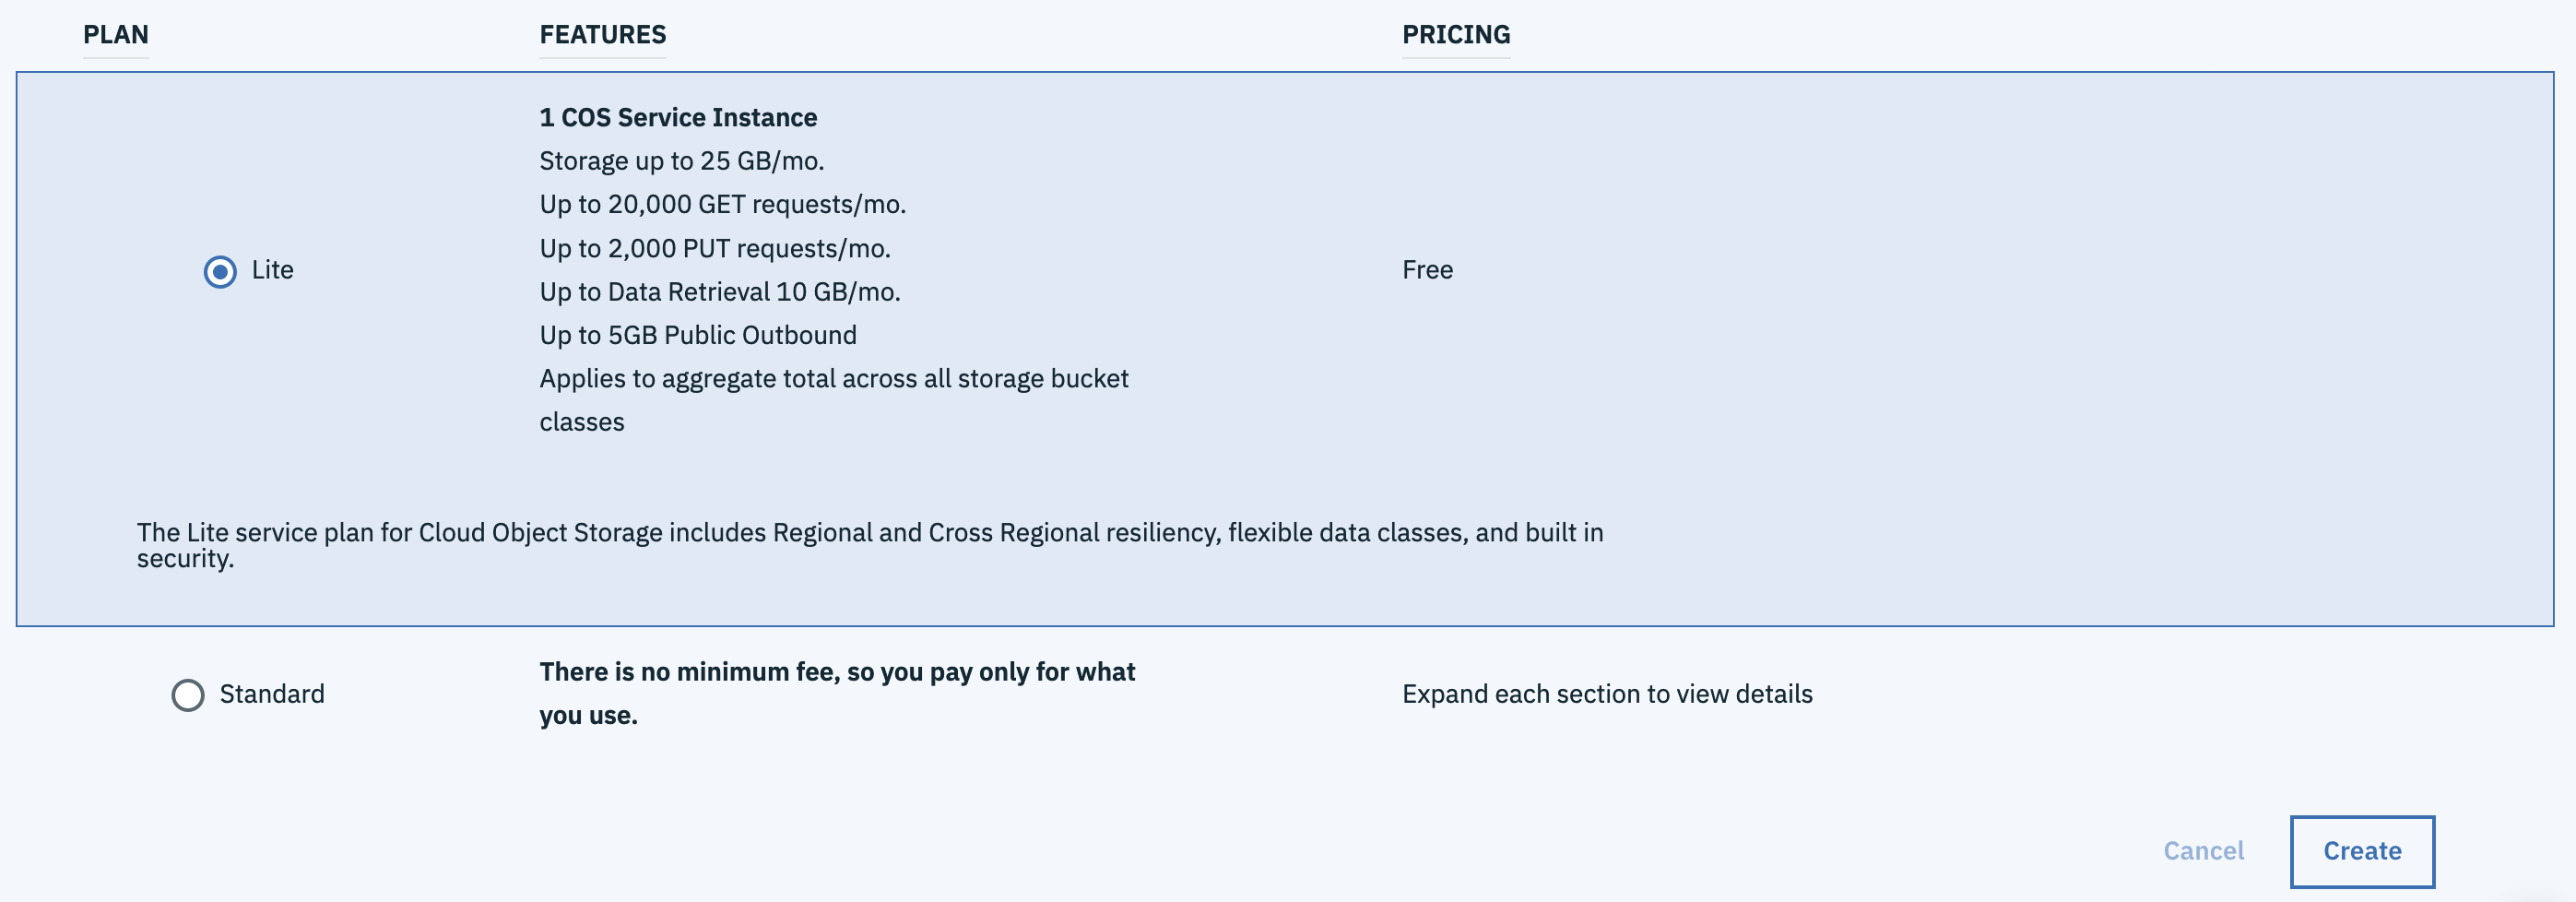 PLAN
FEATURES
PRICING
1 COS Service Instance
Storage up to 25 GB/mo.
Up to 20,000 GET requests/mo.
Up to 2,000 PUT requests/mo.
Lite
Free
Up to Data Retrieval 10 GB/mo.
Up to 5GB Public Outbound
Applies to aggregate total across all storage bucket
classes
The Lite service plan for Cloud Object Storage includes Regional and Cross Regional resiliency, flexible data classes, and built in
security.
Standard
There is no minimum fee, so you pay only for what
you use.
Expand each section to view details
Cancel
Create